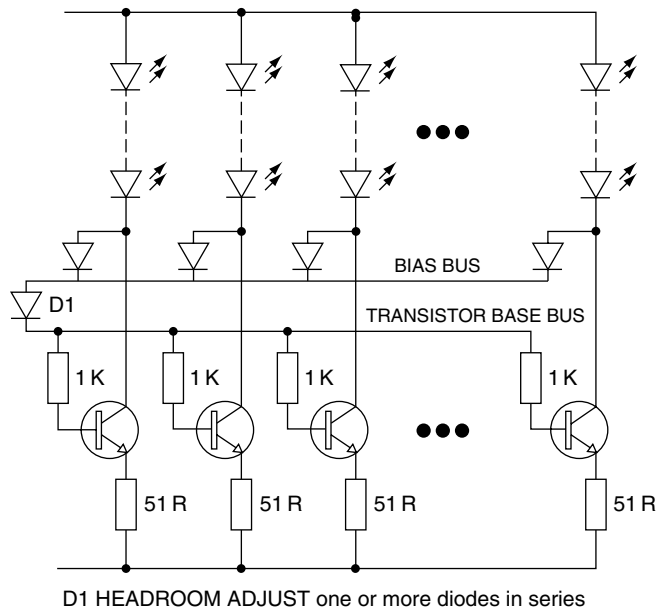 BIAS BUS
D1
TRANSISTOR BASE BUS
1 K 1 K 1 K 1 K
51 R 51 R 51 R 51 R
D1 HEADROOM ADJUST one or more diodes in series